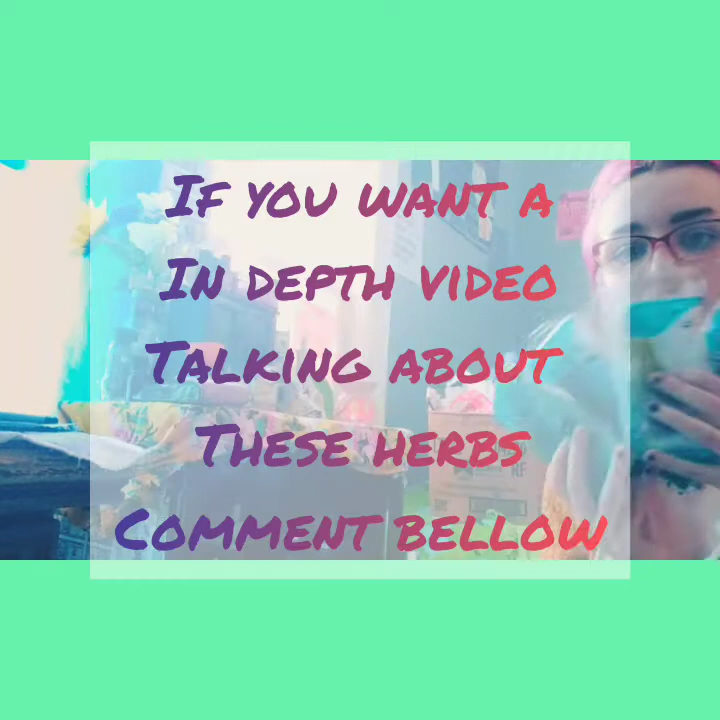 If you want a
In depth video
Talking about
These herbs
Comment bellow